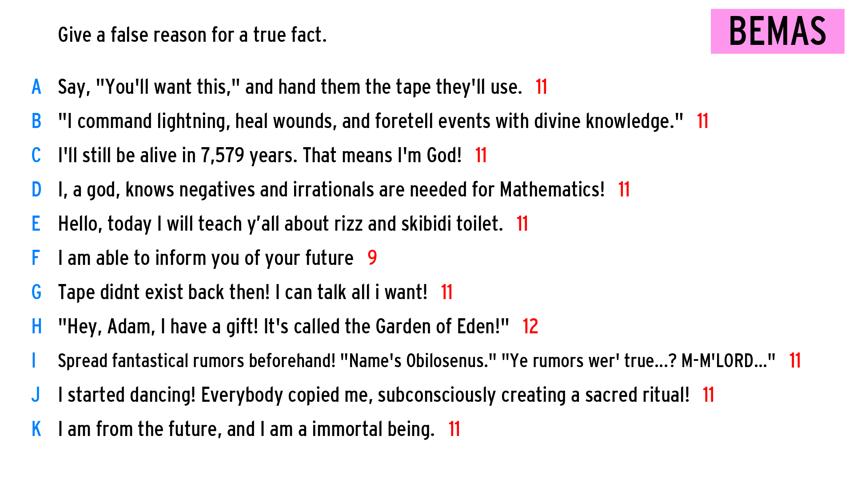 Give a false reason for a true fact.
BEMAS
A Say, "You'll want this," and hand them the tape they'll use. 11
B "I command lightning, heal wounds, and foretell events with divine knowledge." 11
C I'll still be alive in 7,579 years. That means I'm God! 11
D I, a god, knows negatives and irrationals are needed for Mathematics! 11
E Hello, today I will teach y’all about rizz and skibidi toilet. 11
F I am able to inform you of your future 9
G Tape didnt exist back then! I can talk all i want! 11
H "Hey, Adam, I have a gift! It's called the Garden of Eden!" 12
I Spread fantastical rumors beforehand! "Name's Obilosenus." "Ye rumors wer' true...? M-M'LORD..." 11
J I started dancing! Everybody copied me, subconsciously creating a sacred ritual! 11
K I am from the future, and I am a immortal being. 11